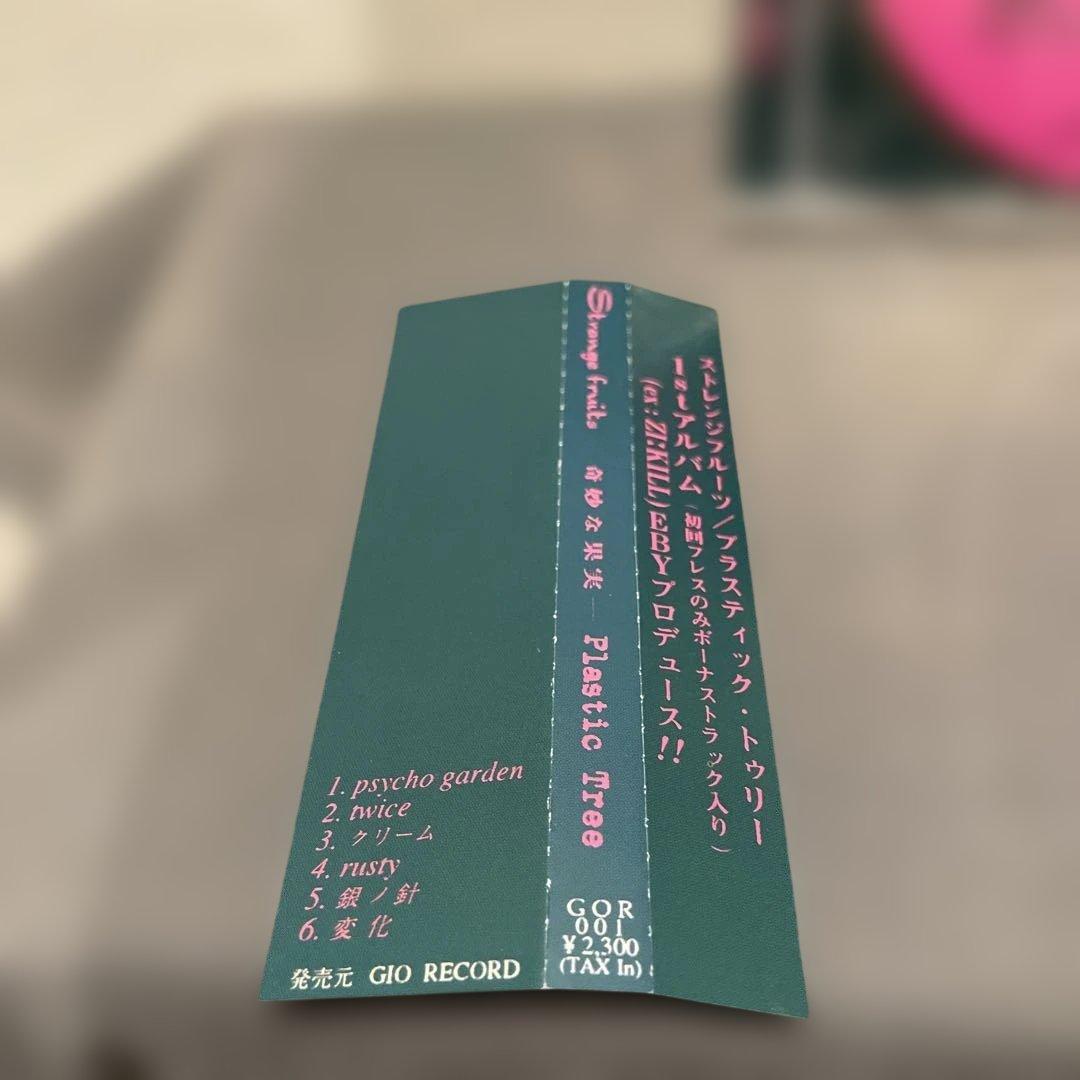 1. psycho garden
2. twice
3. クリーム
4. rusty
5. 銀ノ針
6. 変化
発売元 GIO RECORD
Strange fruits 奇妙な果実― Plastic Tree
GOR
001
¥2,300
(TAX In)
ストレンジフルーツ/プラスティック・トゥリー
1stアルバム(初回プレスのみボーナストラック入り)
(ex:ZI:KILL)EBYプロデュース!!